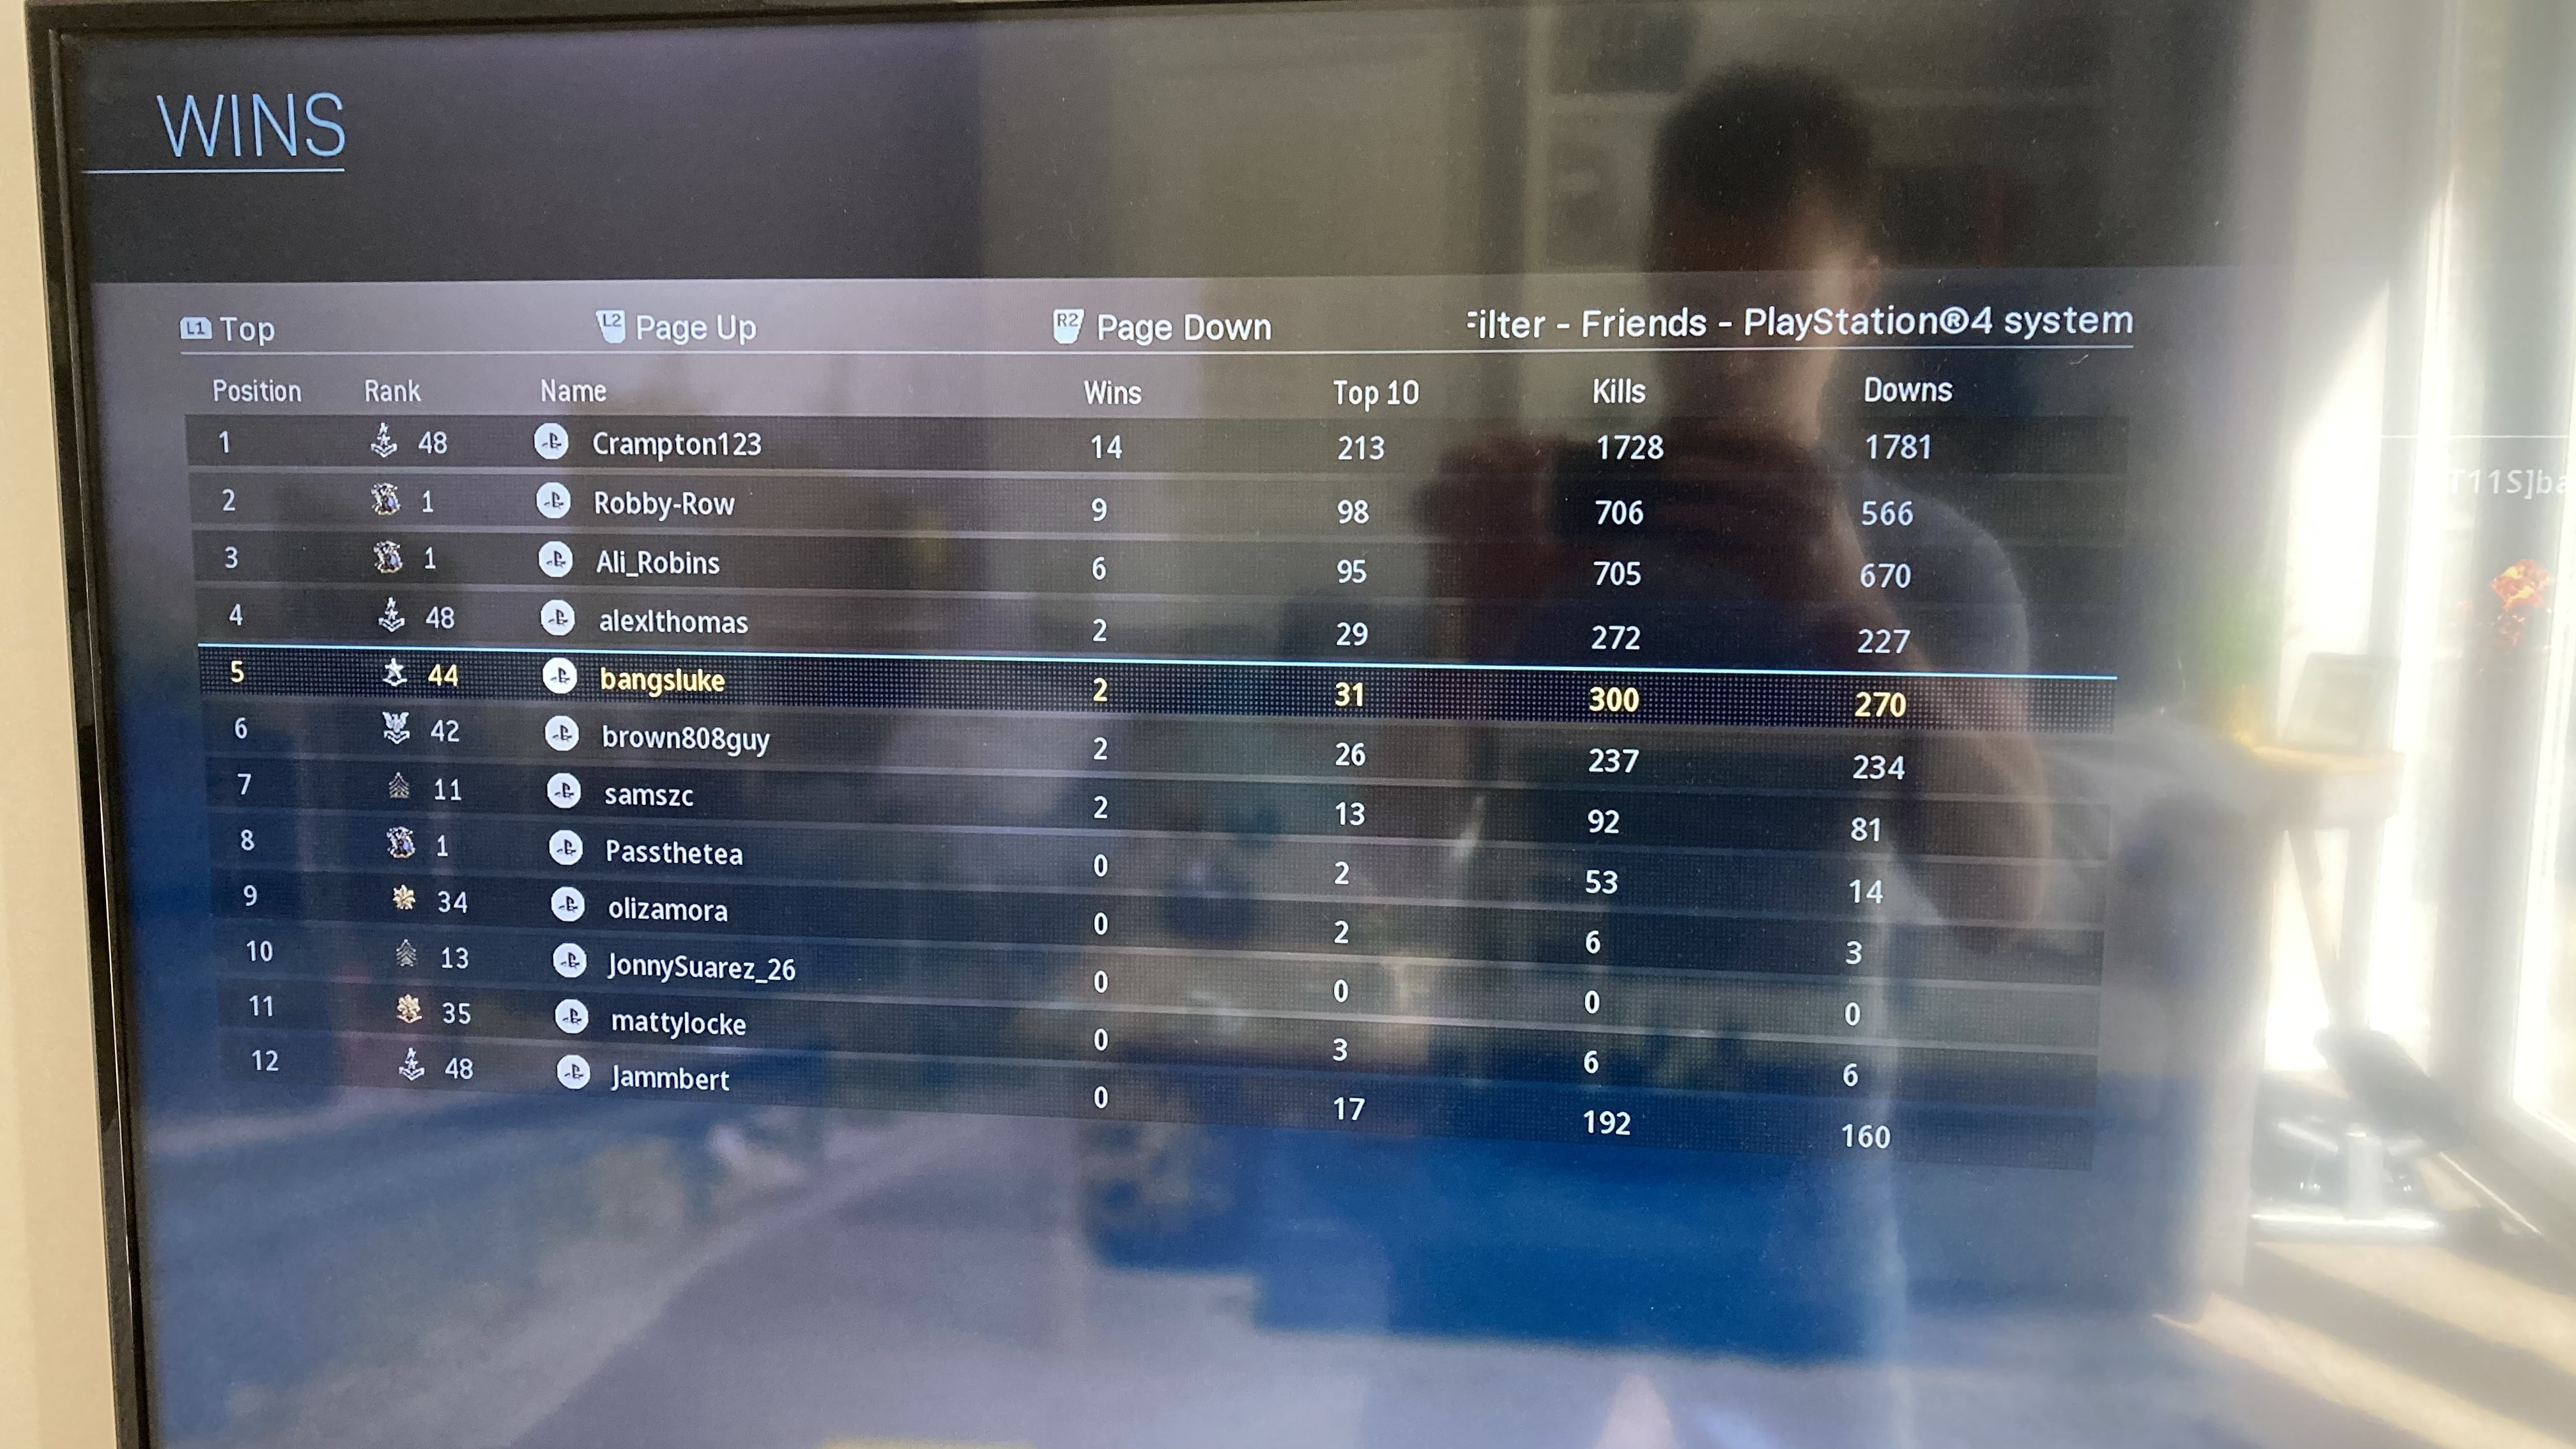 WINS
L1 Top L2 Page Up R2 Page Down Filter - Friends - PlayStation®4 system
Position Rank Name Wins Top 10 Kills Downs
1 48 Crampton123 14 213 1728 1781
2 1 Robby-Row 9 98 706 566
3 1 Ali_Robins 6 95 705 670
4 48 alexlthomas 2 29 272 227
5 44 bangsluke 2 31 300 270
6 42 brown808guy 2 26 237 234
7 11 samszc 2 13 92 81
8 1 Passthetea 0 2 53 14
9 34 olizamora 0 2 6 3
10 13 JonnySuarez_26 0 0 0 0
11 35 mattylocke 0 3 6 6
12 48 Jammbert 0 17 192 160
T11S]ba